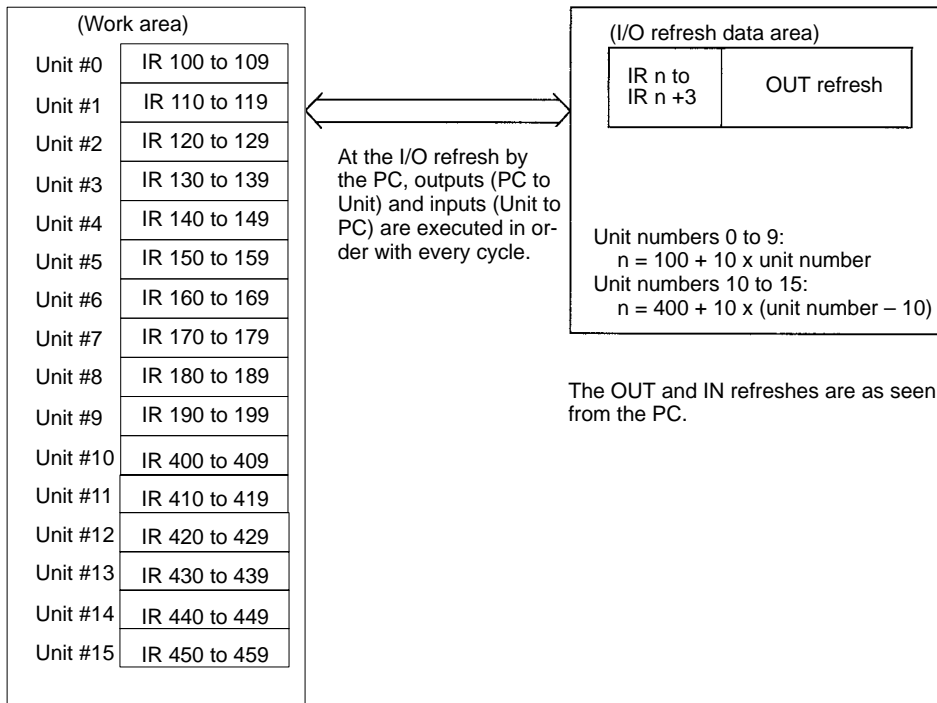 (Work area)
Unit #0 IR 100 to 109
Unit #1 IR 110 to 119
Unit #2 IR 120 to 129
Unit #3 IR 130 to 139
Unit #4 IR 140 to 149
Unit #5 IR 150 to 159
Unit #6 IR 160 to 169
Unit #7 IR 170 to 179
Unit #8 IR 180 to 189
Unit #9 IR 190 to 199
Unit #10 IR 400 to 409
Unit #11 IR 410 to 419
Unit #12 IR 420 to 429
Unit #13 IR 430 to 439
Unit #14 IR 440 to 449
Unit #15 IR 450 to 459
At the I/O refresh by
the PC, outputs (PC to
Unit) and inputs (Unit to
PC) are executed in or-
der with every cycle.
(I/O refresh data area)
IR n to
IR n +3
OUT refresh
Unit numbers 0 to 9:
n = 100 + 10 x unit number
Unit numbers 10 to 15:
n = 400 + 10 x (unit number – 10)
The OUT and IN refreshes are as seen
from the PC.